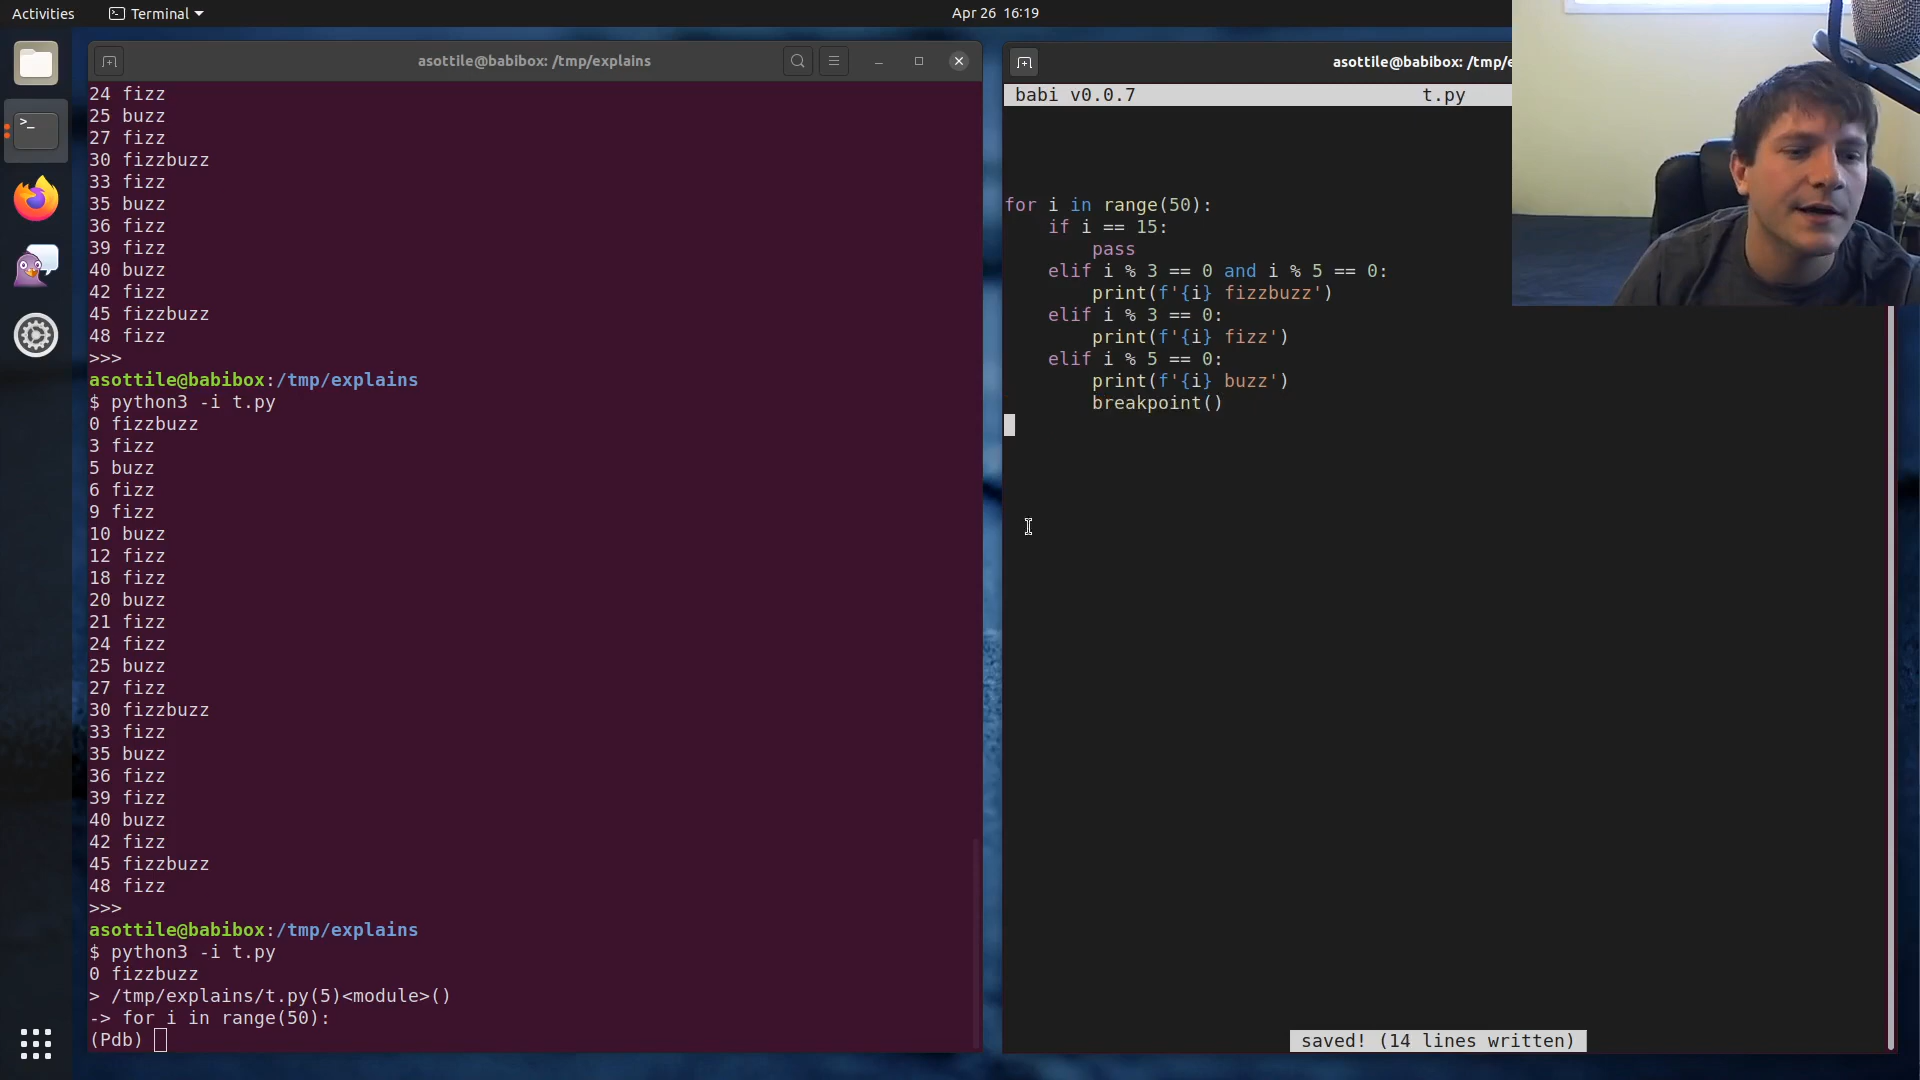 Activities
Terminal
Apr 26 16:19
asottile@babibox: /tmp/explains
24 fizz
25 buzz
27 fizz
30 fizzbuzz
33 fizz
35 buzz
36 fizz
39 fizz
40 buzz
42 fizz
45 fizzbuzz
48 fizz
>>>
asottile@babibox:/tmp/explains
$ python3 -i t.py
0 fizzbuzz
3 fizz
5 buzz
6 fizz
9 fizz
10 buzz
12 fizz
18 fizz
20 buzz
21 fizz
24 fizz
25 buzz
27 fizz
30 fizzbuzz
33 fizz
35 buzz
36 fizz
39 fizz
40 buzz
42 fizz
45 fizzbuzz
48 fizz
>>>
asottile@babibox:/tmp/explains
$ python3 -i t.py
0 fizzbuzz
> /tmp/explains/t.py(5)<module>()
-> for i in range(50):
(Pdb)
asottile@babibox: /tmp/e
babi v0.0.7 t.py
for i in range(50):
if i == 15:
pass
elif i % 3 == 0 and i % 5 == 0:
print(f'{i} fizzbuzz')
elif i % 3 == 0:
print(f'{i} fizz')
elif i % 5 == 0:
print(f'{i} buzz')
breakpoint()
saved! (14 lines written)